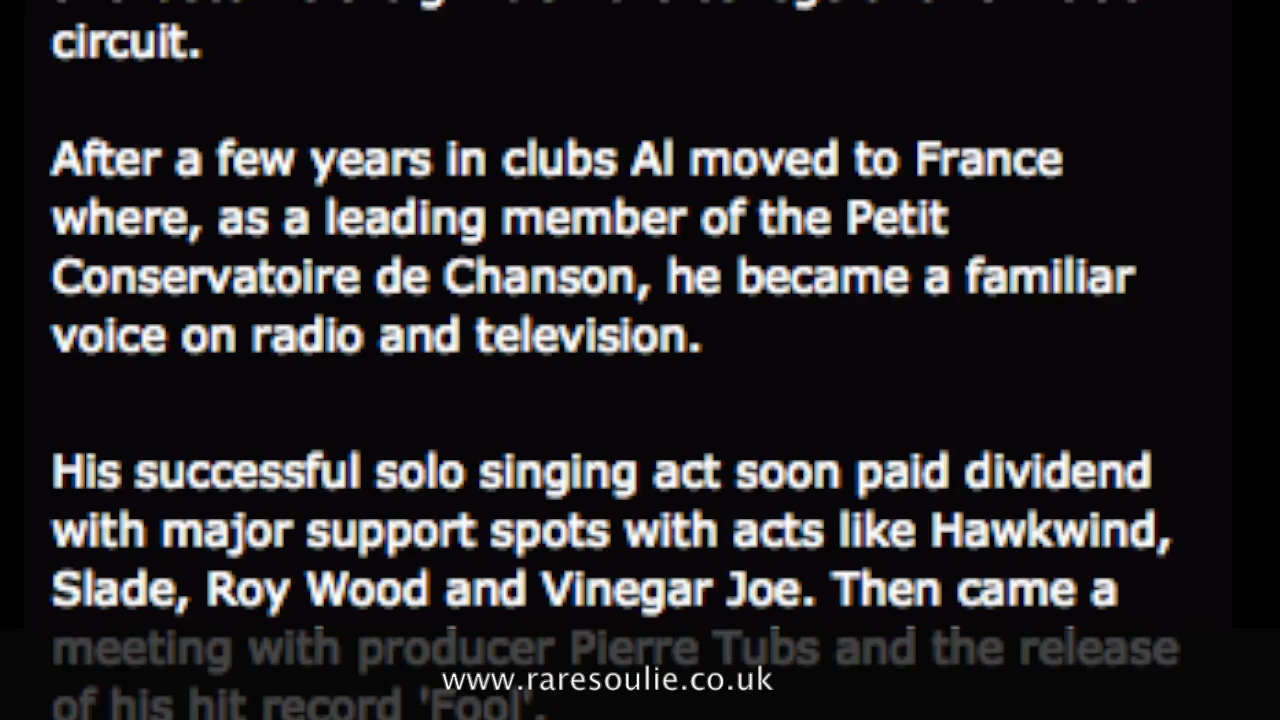 circuit.
After a few years in clubs Al moved to France
where, as a leading member of the Petit
Conservatoire de Chanson, he became a familiar
voice on radio and television.
His successful solo singing act soon paid dividend
with major support spots with acts like Hawkwind,
Slade, Roy Wood and Vinegar Joe. Then came a
meeting with producer Pierre Tubs and the release
www.raresoulie.co.uk
of his hit record 'Fool'.